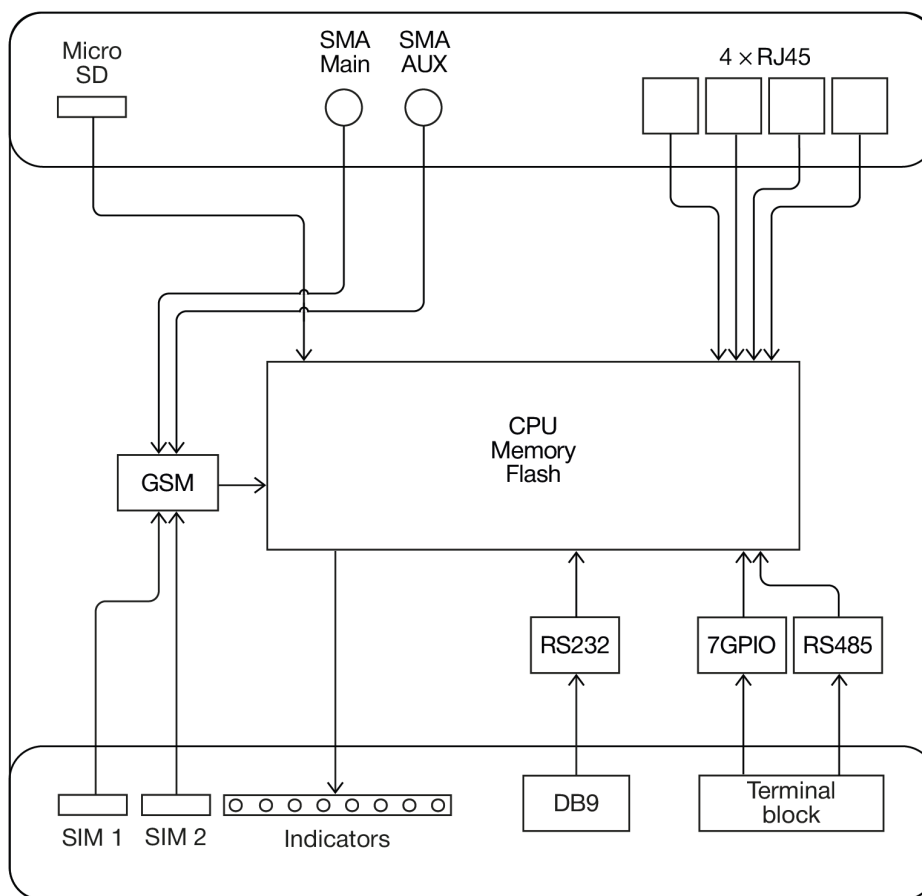 Micro
SD
SMA
Main
SMA
AUX
4 × RJ45
CPU
Memory
Flash
GSM
RS232
7GPIO
RS485
SIM 1
SIM 2
Indicators
DB9
Terminal
block